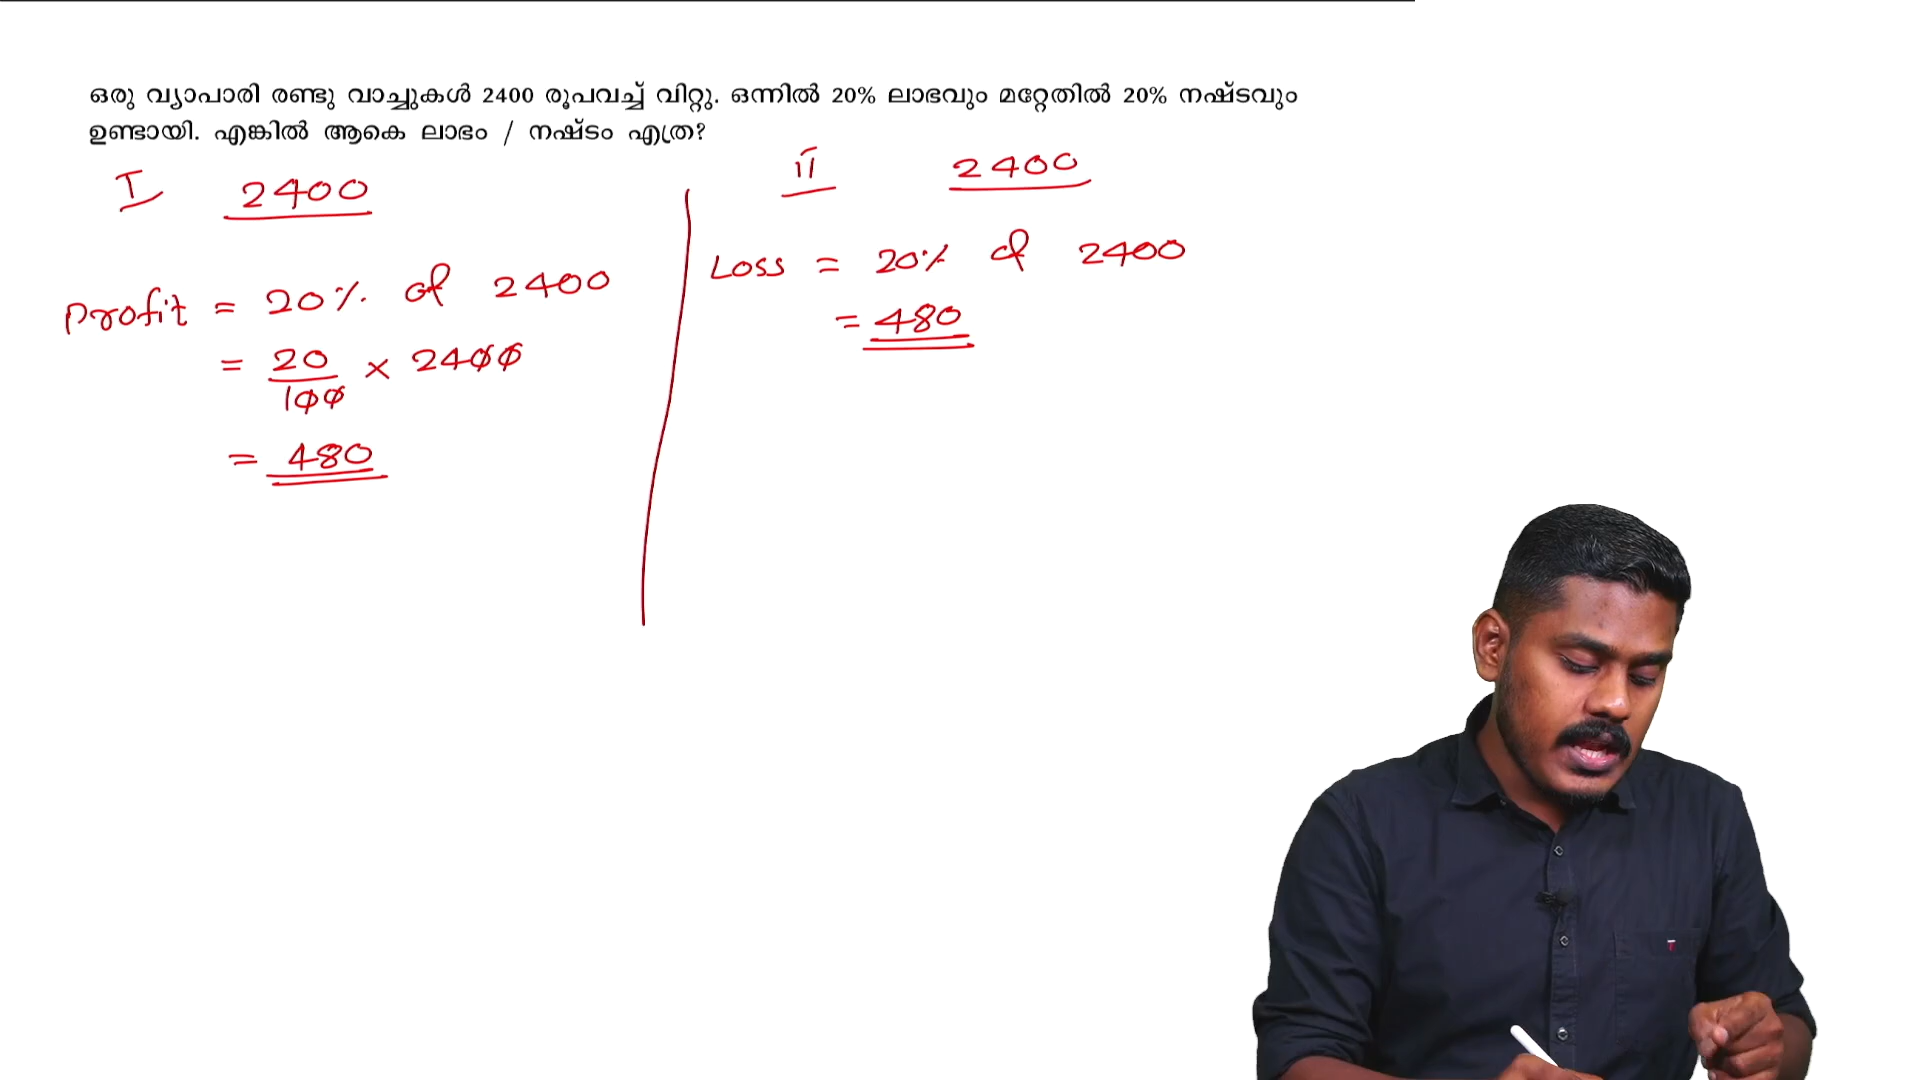 ഒരു വ്യാപാരി രണ്ടു വാച്ചുകൾ 2400 രൂപവച്ച് വിറ്റു. ഒന്നിൽ 20% ലാഭവും മറ്റേതിൽ 20% നഷ്ടവും
ഉണ്ടായി. എങ്കിൽ ആകെ ലാഭം / നഷ്ടം എത്ര?
I 2400
Profit = 20% of 2400
= 20/100 × 2400
= 480
II 2400
Loss = 20% of 2400
= 480